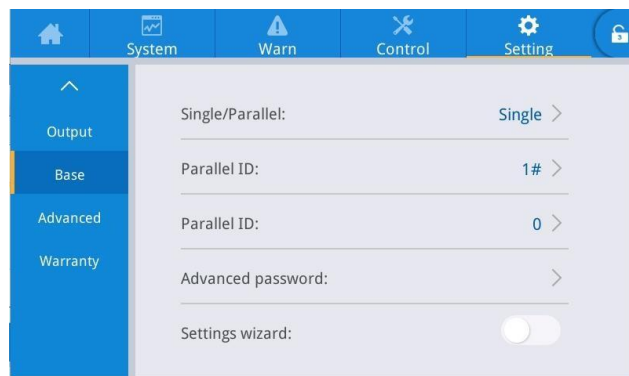 System
Warn
Control
Setting
3
Output
Base
Advanced
Warranty
Single/Parallel: Single
Parallel ID: 1#
Parallel ID: 0
Advanced password:
Settings wizard: